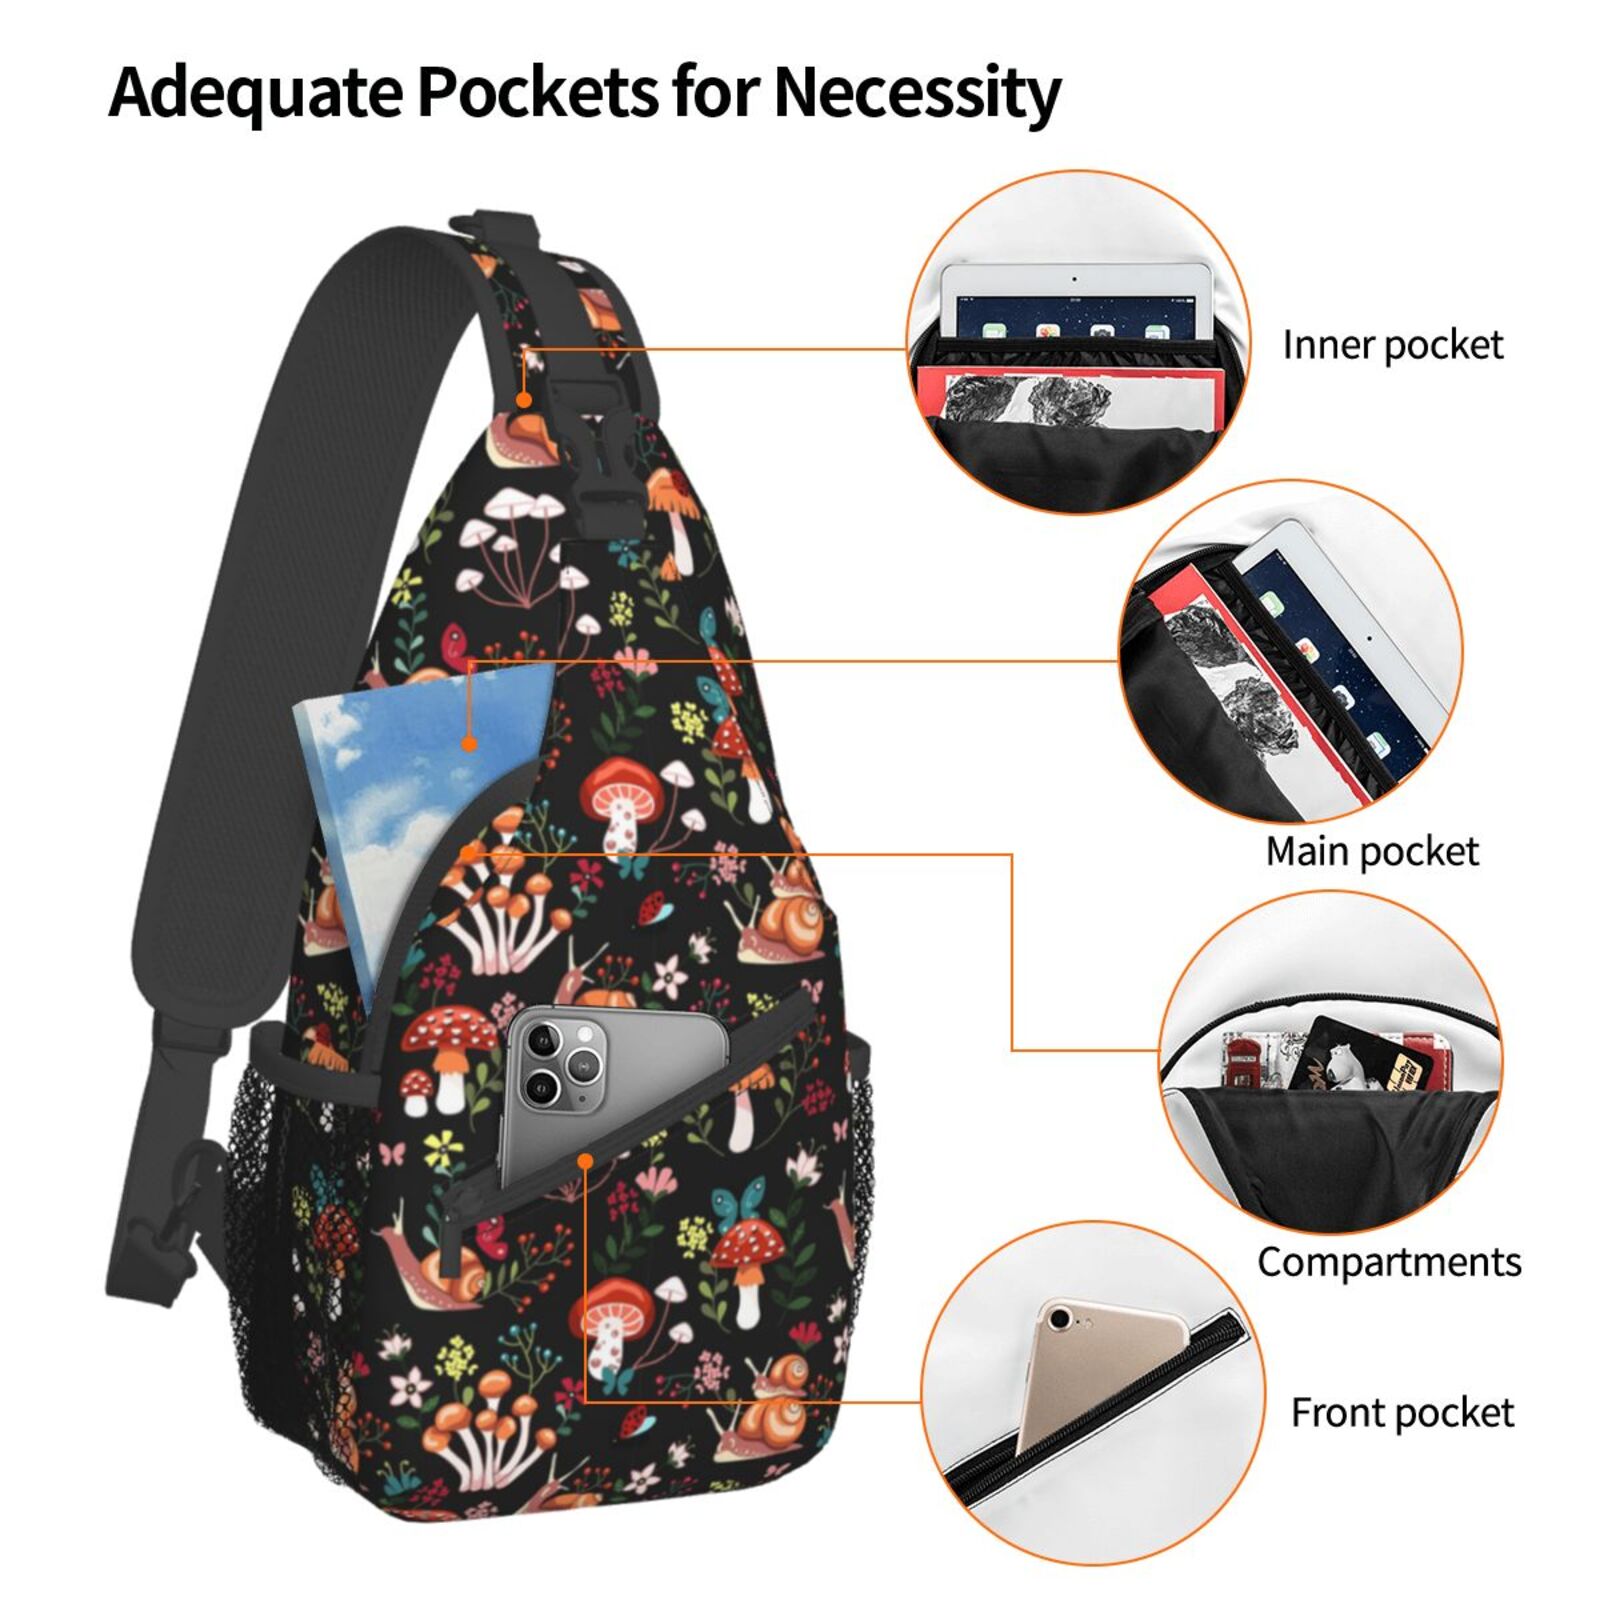 Adequate Pockets for Necessity
Inner pocket
Main pocket
Compartments
Front pocket